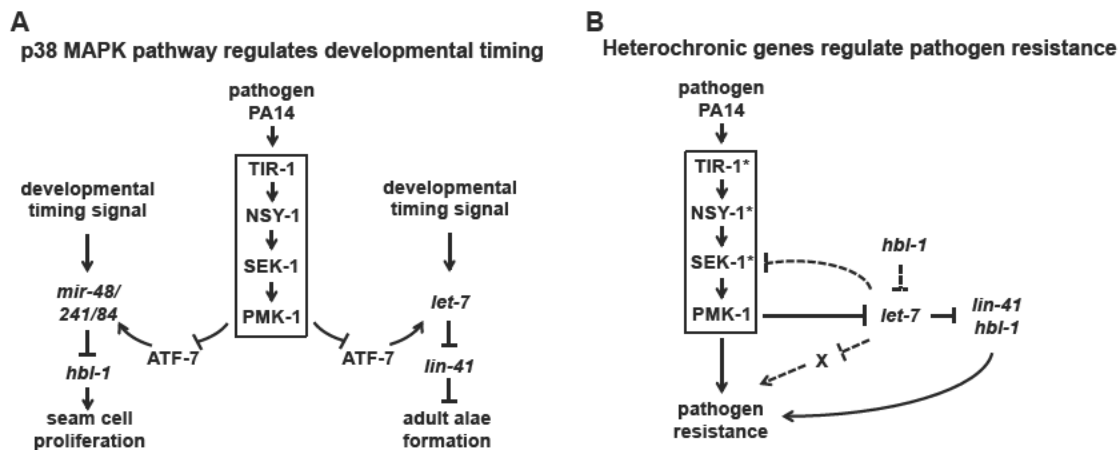 A
p38 MAPK pathway regulates developmental timing
pathogen
PA14
TIR-1
NSY-1
SEK-1
PMK-1
developmental
timing signal
mir-48/
241/84
hbl-1
seam cell
proliferation
ATF-7
ATF-7
developmental
timing signal
let-7
lin-41
adult alae
formation
B
Heterochronic genes regulate pathogen resistance
pathogen
PA14
TIR-1*
NSY-1*
SEK-1*
PMK-1
hbl-1
let-7
lin-41
hbl-1
X
pathogen
resistance